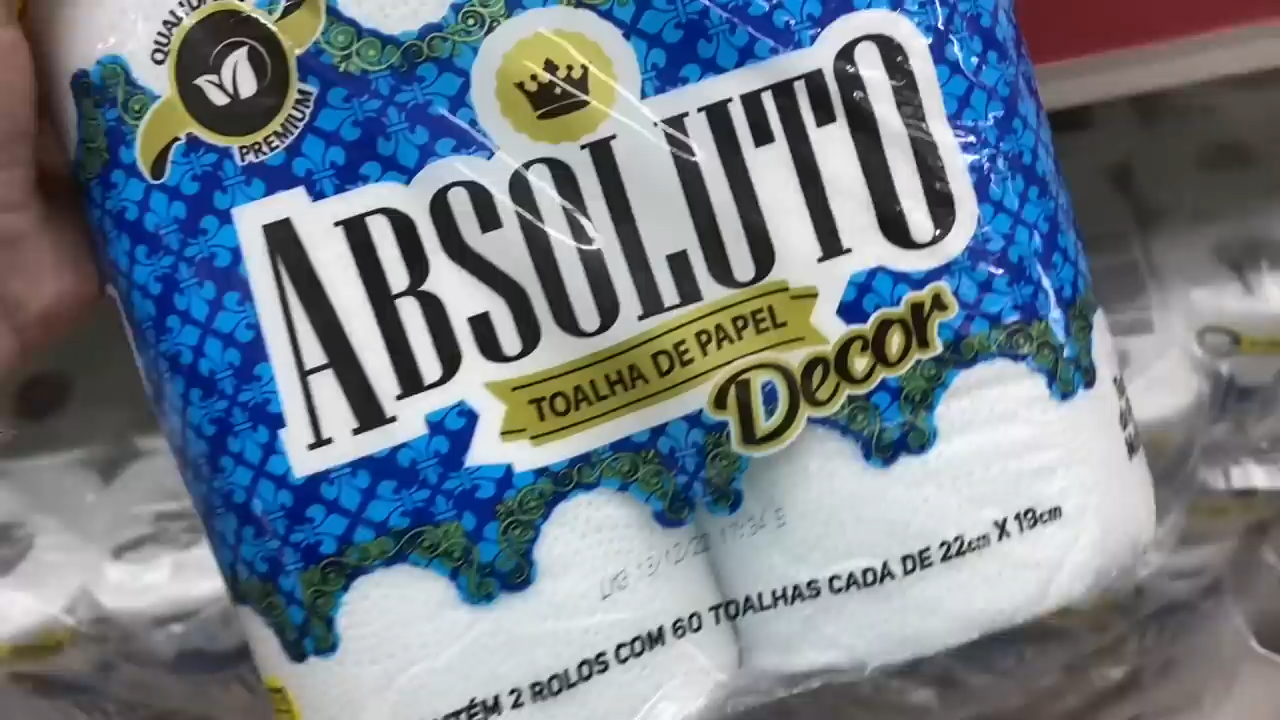 PREMIUM
ABSOLUTO
TOALHA DE PAPEL
Decor
2 ROLOS COM 60 TOALHAS CADA DE 22cm X 19cm